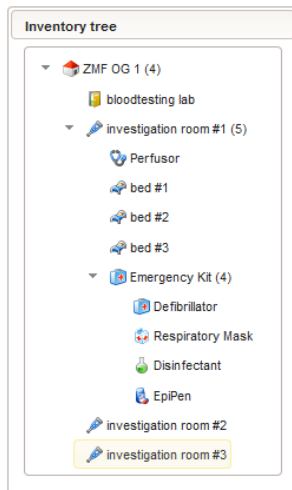 Inventory tree
ZMF OG 1 (4)
bloodtesting lab
investigation room #1 (5)
Perfusor
bed #1
bed #2
bed #3
Emergency Kit (4)
Defibrillator
Respiratory Mask
Disinfectant
EpiPen
investigation room #2
investigation room #3